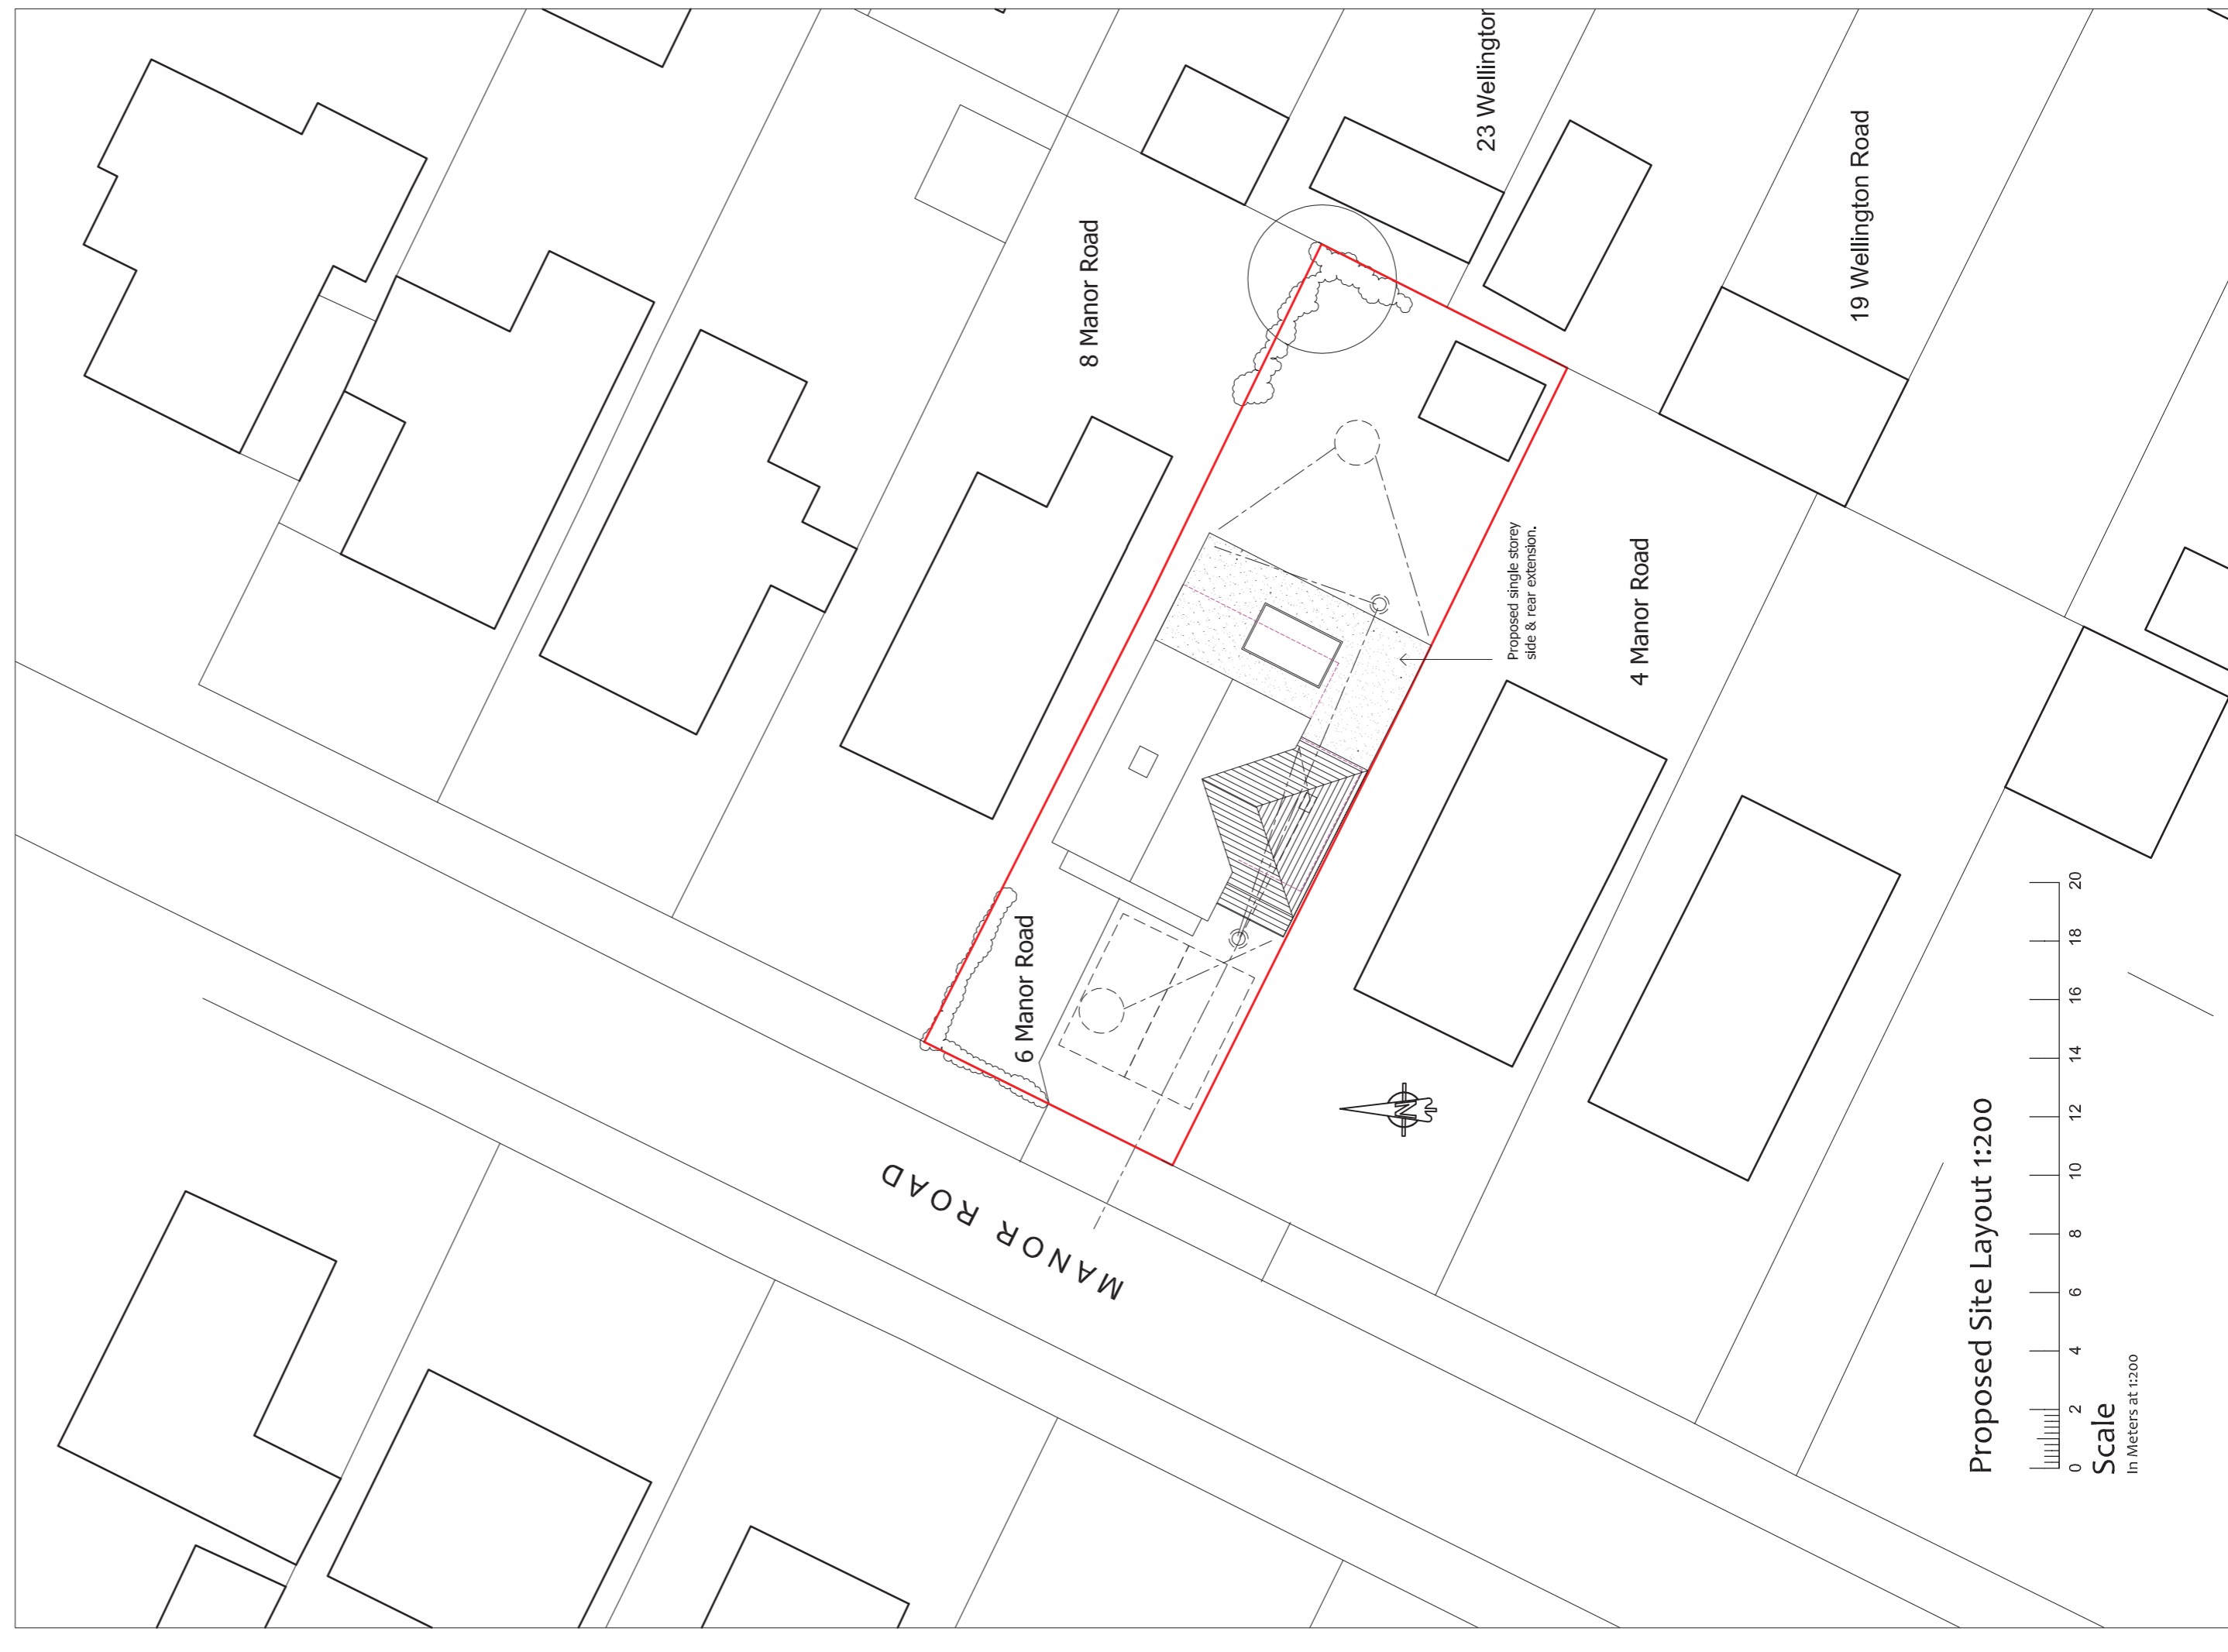 23 Wellington
19 Wellington Road
8 Manor Road
Proposed single storey
side & rear extension.
4 Manor Road
6 Manor Road
MANOR ROAD
N
Proposed Site Layout 1:200
0 2 4 6 8 10 12 14 16 18 20
Scale
In Meters at 1:200